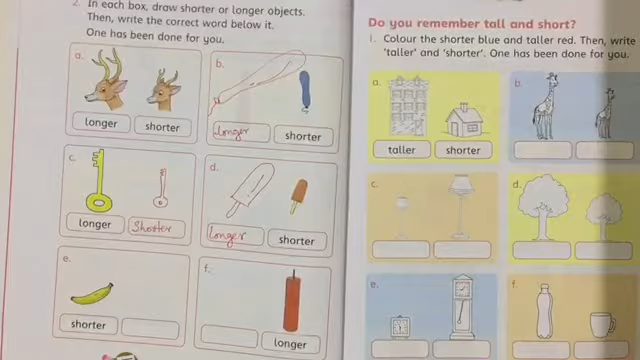 2. In each box, draw shorter or longer objects.
Then, write the correct word below it.
One has been done for you.
a.
longer shorter
b.
longer shorter
c.
longer Shorter
d.
longer shorter
e.
shorter
f.
longer
Do you remember tall and short?
1. Colour the shorter blue and taller red. Then, write
'taller' and 'shorter'. One has been done for you.
a.
taller shorter
b.
c.
d.
e.
f.